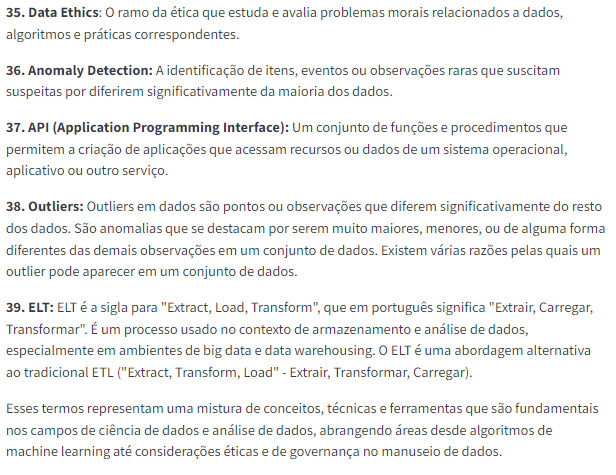 35. Data Ethics: O ramo da ética que estuda e avalia problemas morais relacionados a dados,
algoritmos e práticas correspondentes.
36. Anomaly Detection: A identificação de itens, eventos ou observações raras que suscitam
suspeitas por diferirem significativamente da maioria dos dados.
37. API (Application Programming Interface): Um conjunto de funções e procedimentos que
permitem a criação de aplicações que acessam recursos ou dados de um sistema operacional,
aplicativo ou outro serviço.
38. Outliers: Outliers em dados são pontos ou observações que diferem significativamente do resto
dos dados. São anomalias que se destacam por serem muito maiores, menores, ou de alguma forma
diferentes das demais observações em um conjunto de dados. Existem várias razões pelas quais um
outlier pode aparecer em um conjunto de dados.
39. ELT: ELT é a sigla para "Extract, Load, Transform", que em português significa "Extrair, Carregar,
Transformar". É um processo usado no contexto de armazenamento e análise de dados,
especialmente em ambientes de big data e data warehousing. O ELT é uma abordagem alternativa
ao tradicional ETL ("Extract, Transform, Load" - Extrair, Transformar, Carregar).
Esses termos representam uma mistura de conceitos, técnicas e ferramentas que são fundamentais
nos campos de ciência de dados e análise de dados, abrangendo áreas desde algoritmos de
machine learning até considerações éticas e de governança no manuseio de dados.